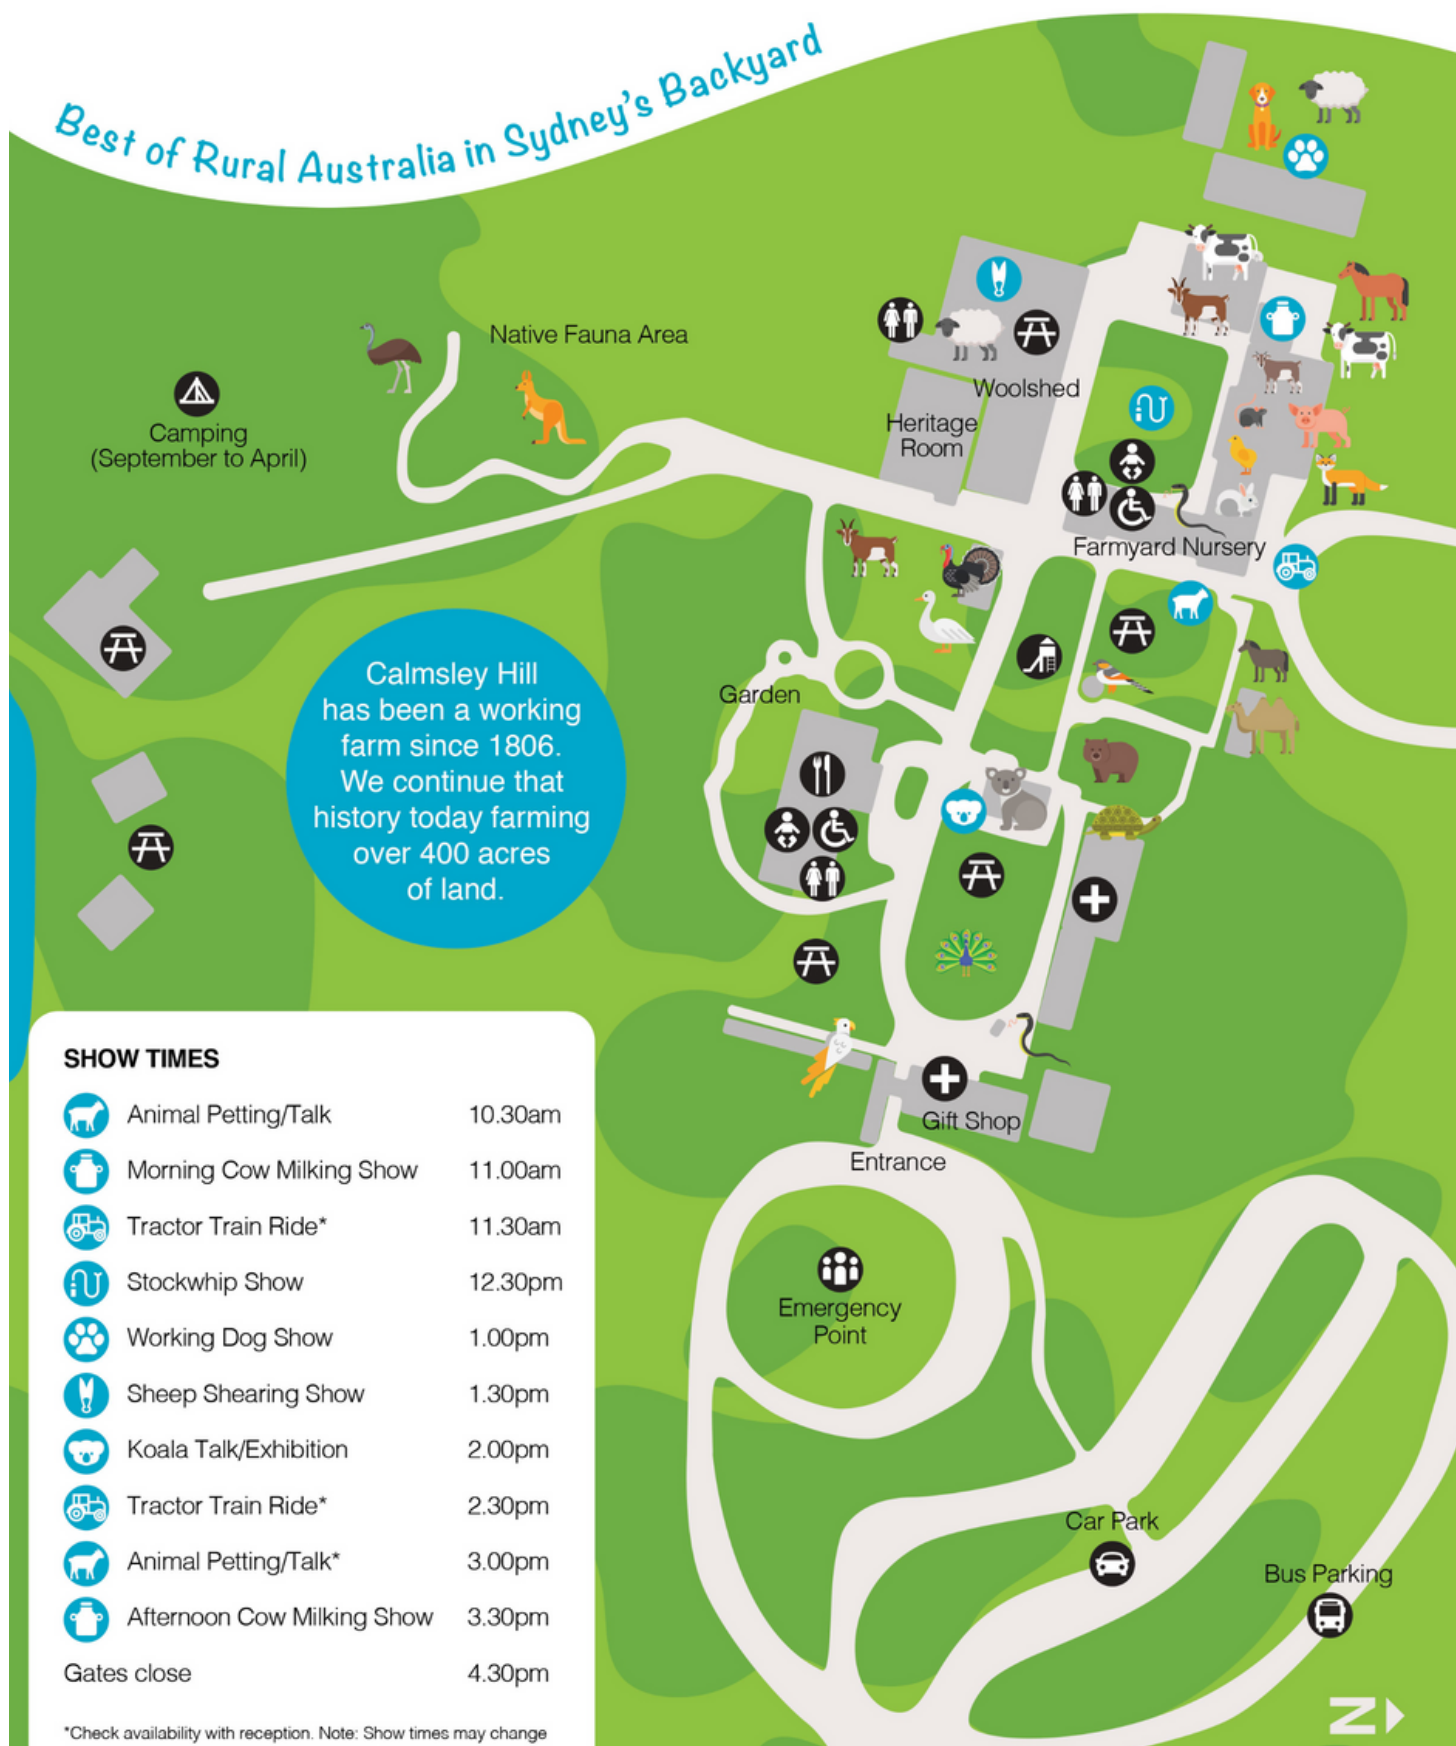 Best of Rural Australia in Sydney's Backyard
Native Fauna Area
Camping
(September to April)
Woolshed
Heritage
Room
Farmyard Nursery
Garden
Calmsley Hill
has been a working
farm since 1806.
We continue that
history today farming
over 400 acres
of land.
Gift Shop
Entrance
Emergency
Point
Car Park
Bus Parking
N
SHOW TIMES
Animal Petting/Talk 10.30am
Morning Cow Milking Show 11.00am
Tractor Train Ride* 11.30am
Stockwhip Show 12.30pm
Working Dog Show 1.00pm
Sheep Shearing Show 1.30pm
Koala Talk/Exhibition 2.00pm
Tractor Train Ride* 2.30pm
Animal Petting/Talk* 3.00pm
Afternoon Cow Milking Show 3.30pm
Gates close 4.30pm
*Check availability with reception. Note: Show times may change